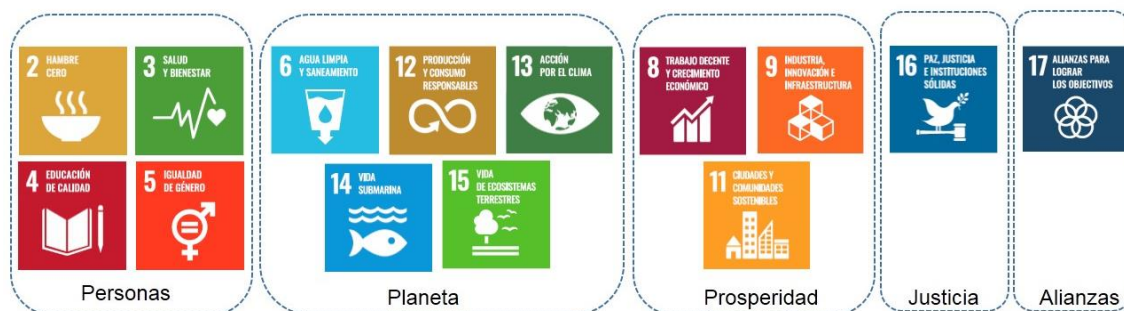 2 HAMBRE
CERO
3 SALUD
Y BIENESTAR
4 EDUCACIÓN
DE CALIDAD
5 IGUALDAD
DE GÉNERO
Personas
6 AGUA LIMPIA
Y SANEAMIENTO
12 PRODUCCIÓN
Y CONSUMO
RESPONSABLES
13 ACCIÓN
POR EL CLIMA
14 VIDA
SUBMARINA
15 VIDA
DE ECOSISTEMAS
TERRESTRES
Planeta
8 TRABAJO DECENTE
Y CRECIMIENTO
ECONÓMICO
9 INDUSTRIA,
INNOVACIÓN E
INFRAESTRUCTURA
11 CIUDADES Y
COMUNIDADES
SOSTENIBLES
Prosperidad
16 PAZ, JUSTICIA
E INSTITUCIONES
SÓLIDAS
Justicia
17 ALIANZAS PARA
LOGRAR
LOS OBJECTIVOS
Alianzas